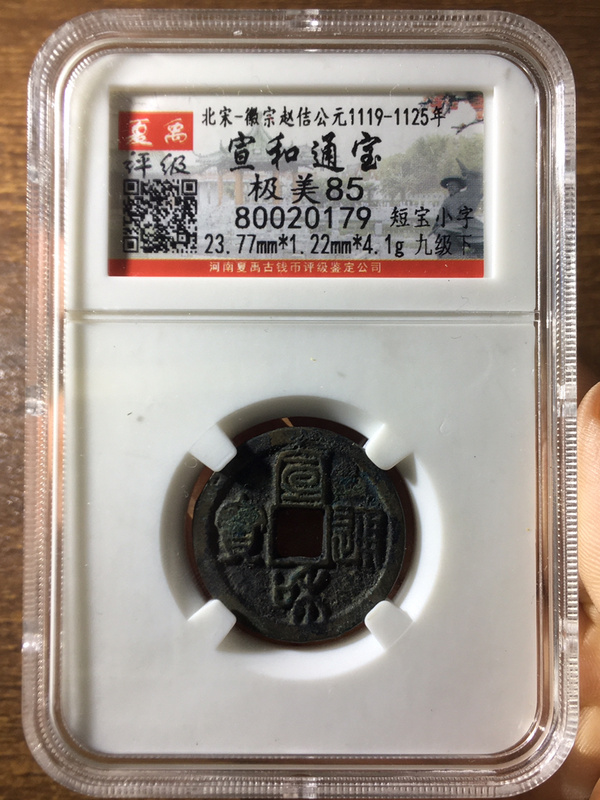 北宋-徽宗赵佶公元1119-1125年
夏禹
评级
宣和通宝
极美85
80020179 短宝小字
23.77mm*1.22mm*4.1g 九级下
河南夏禹古钱币评级鉴定公司
宣
和
通
寳